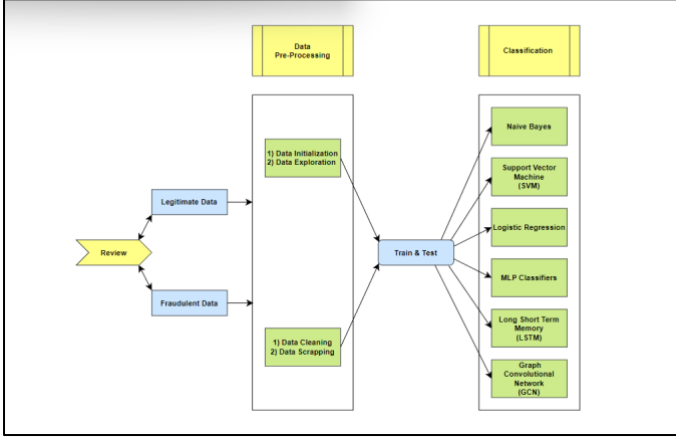 Data
Pre-Processing
Classification
1) Data Initialization
2) Data Exploration
Naive Bayes
Support Vector
Machine
(SVM)
Legitimate Data
Logistic Regression
Review
Train & Test
MLP Classifiers
Fraudulent Data
1) Data Cleaning
2) Data Scrapping
Long Short Term
Memory
(LSTM)
Graph
Convolutional
Network
(GCN)